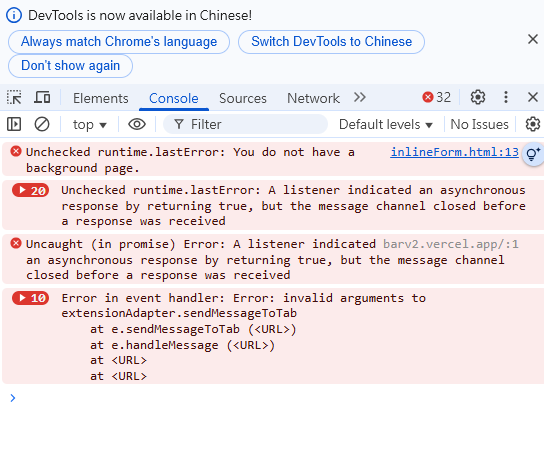 DevTools is now available in Chinese!
Always match Chrome's language
Switch DevTools to Chinese
Don't show again
Elements Console Sources Network 32
top Filter Default levels No Issues
Unchecked runtime.lastError: You do not have a inlineForm.html:13
background page.
20 Unchecked runtime.lastError: A listener indicated an asynchronous
response by returning true, but the message channel closed before
a response was received
Uncaught (in promise) Error: A listener indicated barv2.vercel.app/:1
an asynchronous response by returning true, but the message channel
closed before a response was received
10 Error in event handler: Error: invalid arguments to
extensionAdapter.sendMessageToTab
at e.sendMessageToTab (<URL>)
at e.handleMessage (<URL>)
at <URL>
at <URL>